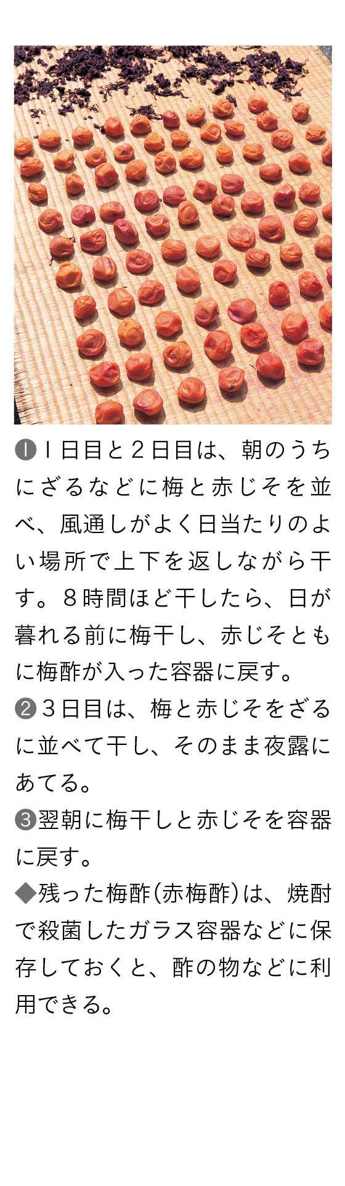 ❶１日目と２日目は、朝のうち
にざるなどに梅と赤じそを並
べ、風通しがよく日当たりのよ
い場所で上下を返しながら干
す。８時間ほど干したら、日が
暮れる前に梅干し、赤じそとも
に梅酢が入った容器に戻す。
❷３日目は、梅と赤じそをざる
に並べて干し、そのまま夜露に
あてる。
❸翌朝に梅干しと赤じそを容器
に戻す。
◆残った梅酢(赤梅酢)は、焼酎
で殺菌したガラス容器などに保
存しておくと、酢の物などに利
用できる。